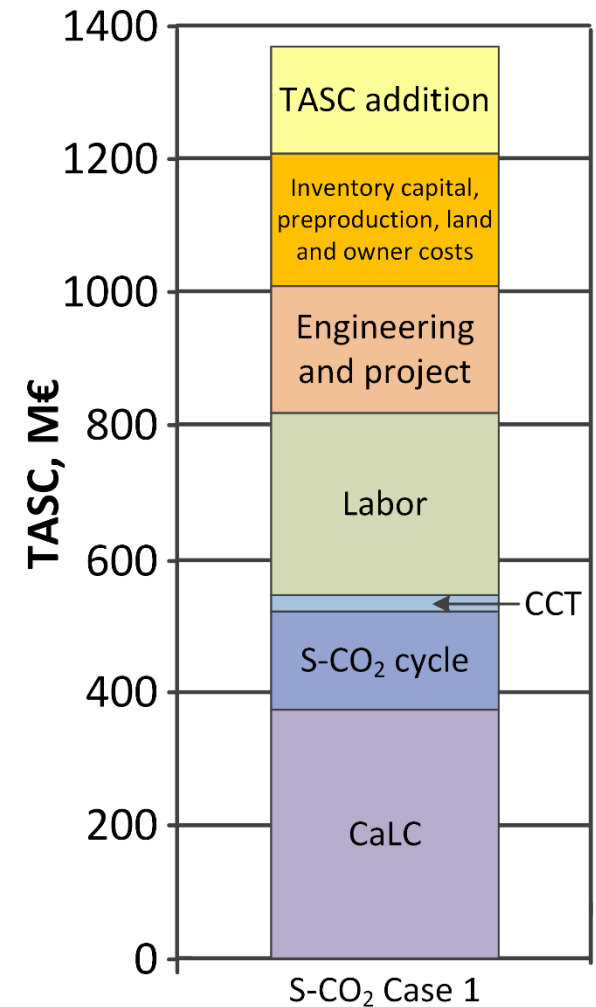 1400
1200
1000
800
600
400
200
0
TASC, M€
TASC addition
Inventory capital,
preproduction, land
and owner costs
Engineering
and project
Labor
CCT
S-CO₂ cycle
CaLC
S-CO₂ Case 1